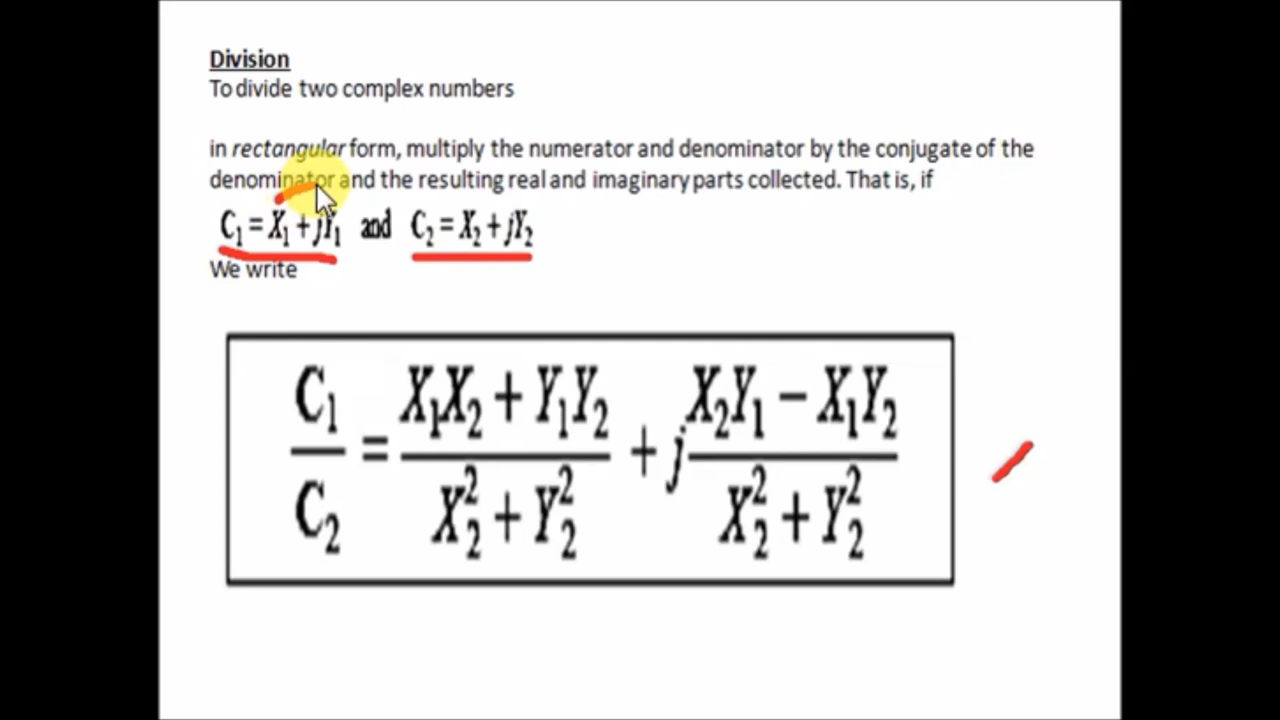 Division
To divide two complex numbers
in rectangular form, multiply the numerator and denominator by the conjugate of the
denominator and the resulting real and imaginary parts collected. That is, if
C₁ = X₁ + jY₁ and C₂ = X₂ + jY₂
We write
C₁/C₂ = (X₁X₂ + Y₁Y₂)/(X₂² + Y₂²) + j(X₂Y₁ − X₁Y₂)/(X₂² + Y₂²)